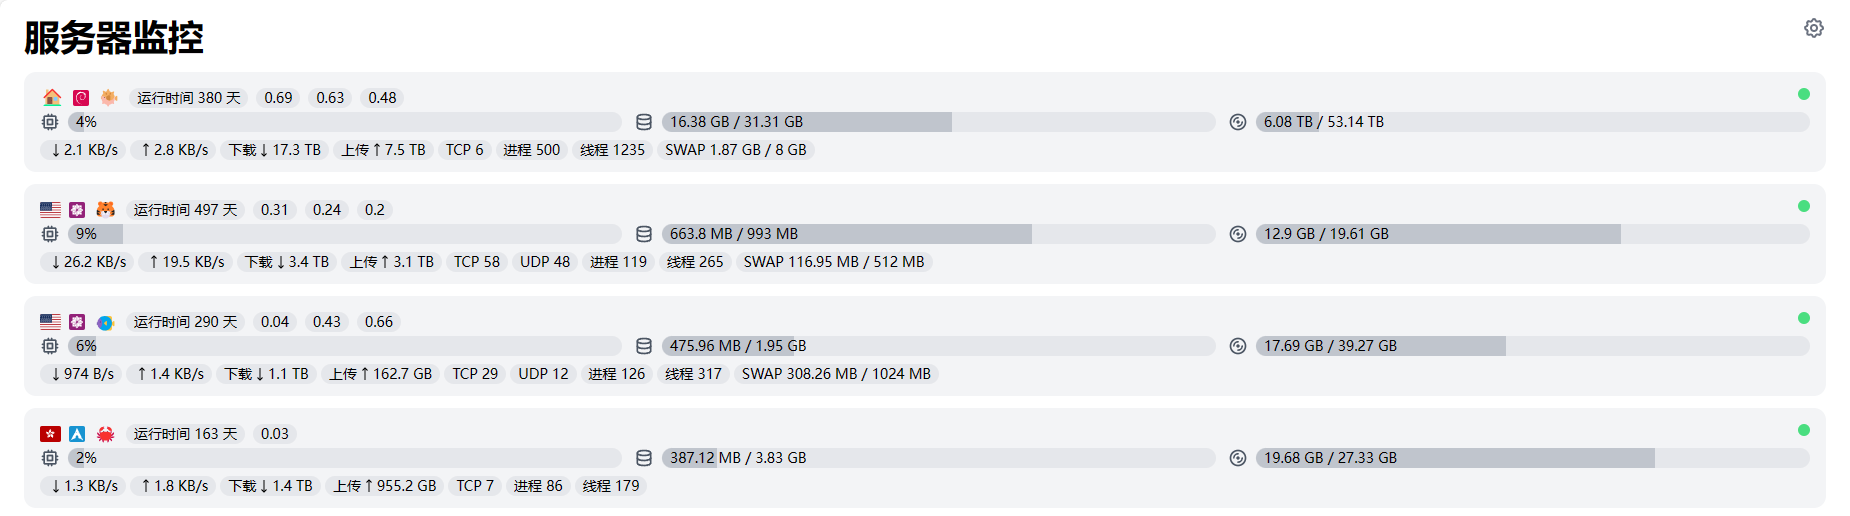 服务器监控
运行时间 380 天 0.69 0.63 0.48
4% 16.38 GB / 31.31 GB 6.08 TB / 53.14 TB
↓2.1 KB/s ↑2.8 KB/s 下载↓17.3 TB 上传↑7.5 TB TCP 6 进程 500 线程 1235 SWAP 1.87 GB / 8 GB
运行时间 497 天 0.31 0.24 0.2
9% 663.8 MB / 993 MB 12.9 GB / 19.61 GB
↓26.2 KB/s ↑19.5 KB/s 下载↓3.4 TB 上传↑3.1 TB TCP 58 UDP 48 进程 119 线程 265 SWAP 116.95 MB / 512 MB
运行时间 290 天 0.04 0.43 0.66
6% 475.96 MB / 1.95 GB 17.69 GB / 39.27 GB
↓974 B/s ↑1.4 KB/s 下载↓1.1 TB 上传↑162.7 GB TCP 29 UDP 12 进程 126 线程 317 SWAP 308.26 MB / 1024 MB
运行时间 163 天 0.03
2% 387.12 MB / 3.83 GB 19.68 GB / 27.33 GB
↓1.3 KB/s ↑1.8 KB/s 下载↓1.4 TB 上传↑955.2 GB TCP 7 进程 86 线程 179